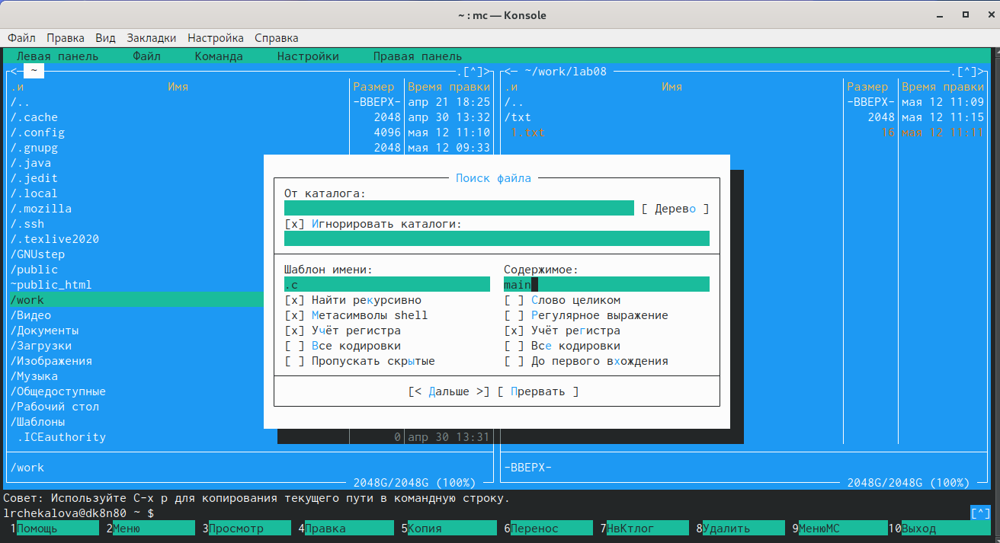 ~ : mc — Konsole
Файл Правка Вид Закладки Настройка Справка
Левая панель Файл Команда Настройки Правая панель
<─ ~ .[^]> <─ ~/work/lab08 .[^]>
.и Имя Размер Время правки .и Имя Размер Время правки
/.. -ВВЕРХ- апр 21 18:25 /.. -ВВЕРХ- мая 12 11:09
/.cache 2048 апр 30 13:32 /txt 2048 мая 12 11:15
/.config 4096 мая 12 11:10 1.txt 16 мая 12 11:11
/.gnupg 2048 мая 12 09:33
/.java
/.jedit Поиск файла
/.local От каталога:
/.mozilla [ Дерево ]
/.ssh [x] Игнорировать каталоги:
/.texlive2020
/GNUstep
/public Шаблон имени: Содержимое:
~public_html .c main
/work [x] Найти рекурсивно [ ] Слово целиком
/Видео [x] Метасимволы shell [ ] Регулярное выражение
/Документы [x] Учёт регистра [x] Учёт регистра
/Загрузки [ ] Все кодировки [ ] Все кодировки
/Изображения [ ] Пропускать скрытые [ ] До первого вхождения
/Музыка
/Общедоступные [< Дальше >] [ Прервать ]
/Рабочий стол
/Шаблоны
.ICEauthority 0 апр 30 13:31
/work -ВВЕРХ-
2048G/2048G (100%) 2048G/2048G (100%)
Совет: Используйте C-x p для копирования текущего пути в командную строку.
lrchekalova@dk8n80 ~ $ [^]
1Помощь 2Меню 3Просмотр 4Правка 5Копия 6Перенос 7НвКтлог 8Удалить 9МенюМС 10Выход